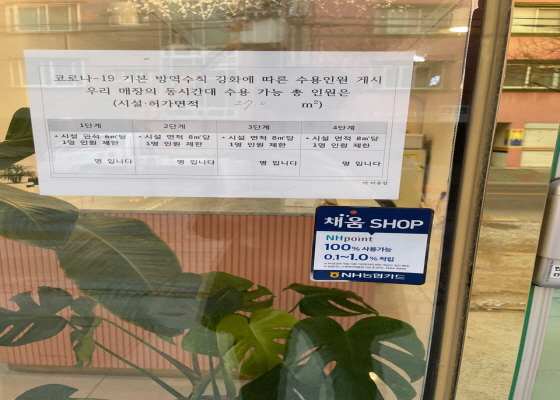 코로나-19 기본 방역수칙 강화에 따른 수용인원 게시
우리 매장의 동시간대 수용 가능 총 인원은
(시설·허가면적 27.0 m²)
1단계 2단계 3단계 4단계
• 시설 면적 6㎡당 • 시설 면적 8㎡당 • 시설 면적 8㎡당 • 시설 면적 8㎡당
1명 인원 제한 1명 인원 제한 1명 인원 제한 1명 인원 제한
명 입니다 명 입니다 명 입니다 명 입니다
채움 SHOP
NHpoint
100% 사용가능
0.1~1.0% 적립
NH농협카드